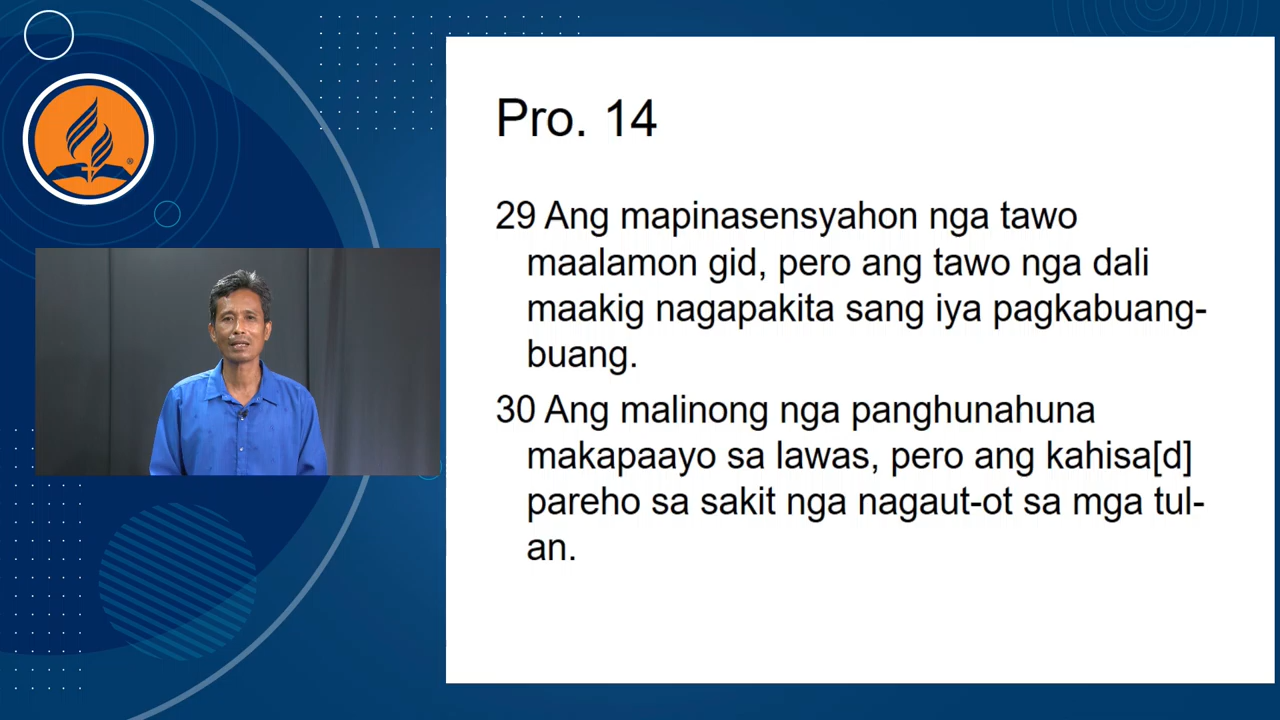 Pro. 14
29 Ang mapinasensyahon nga tawo
maalamon gid, pero ang tawo nga dali
maakig nagapakita sang iya pagkabuang-
buang.
30 Ang malinong nga panghunahuna
makapaayo sa lawas, pero ang kahisa[d]
pareho sa sakit nga nagaut-ot sa mga tul-
an.
®